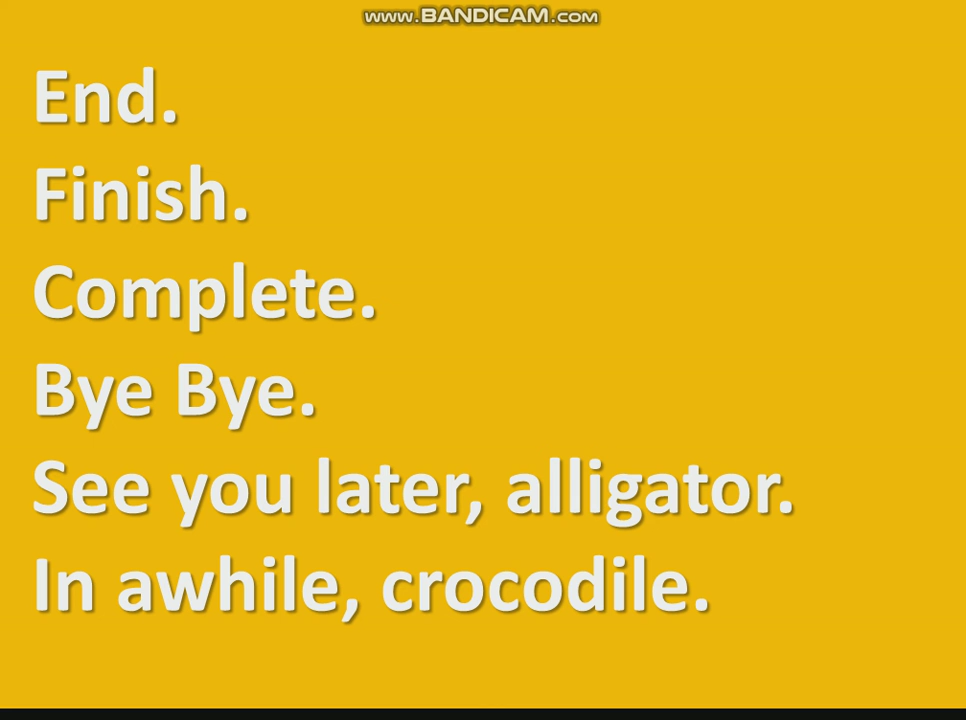 www.BANDICAM.com
End.
Finish.
Complete.
Bye Bye.
See you later, alligator.
In awhile, crocodile.